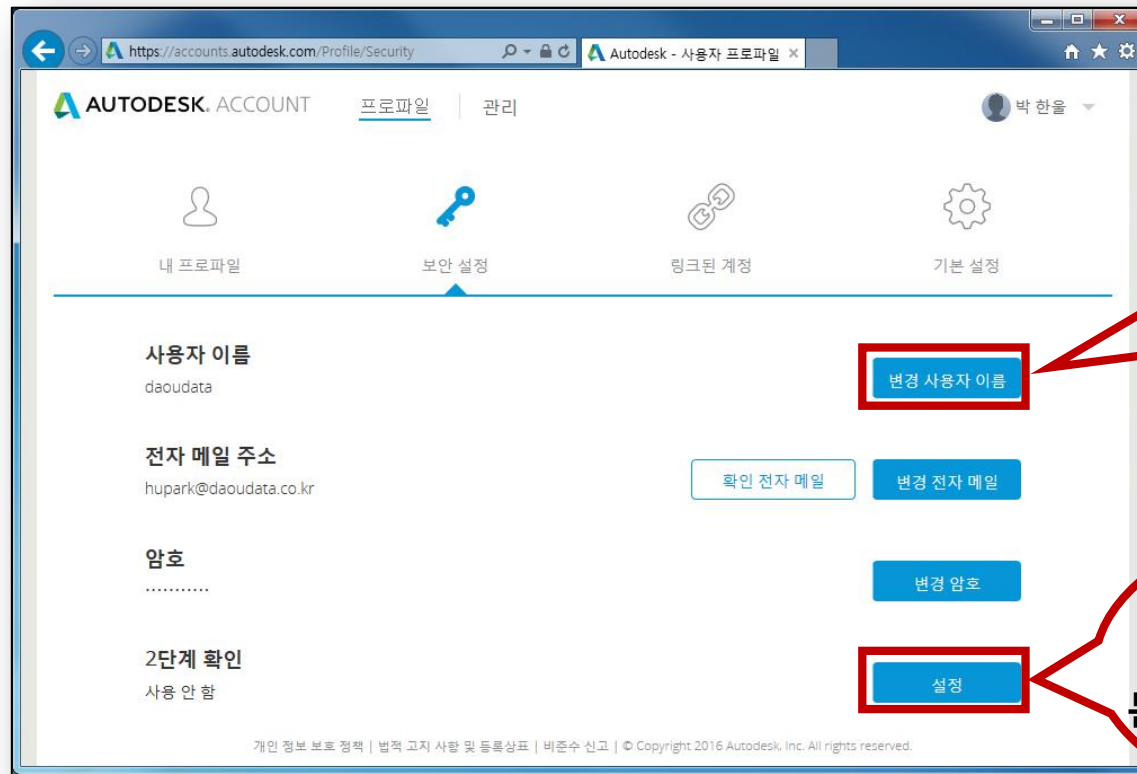 https://accounts.autodesk.com/Profile/Security
Autodesk - 사용자 프로파일
AUTODESK. ACCOUNT 프로파일 관리 박 한울
내 프로파일 보안 설정 링크된 계정 기본 설정
사용자 이름
daoudata
변경 사용자 이름
전자 메일 주소
hupark@daoudata.co.kr
확인 전자 메일 변경 전자 메일
암호
...........
변경 암호
2단계 확인
사용 안 함
설정
개인 정보 보호 정책 | 법적 고지 사항 및 등록상표 | 비준수 신고 | © Copyright 2016 Autodesk, Inc. All rights reserved.